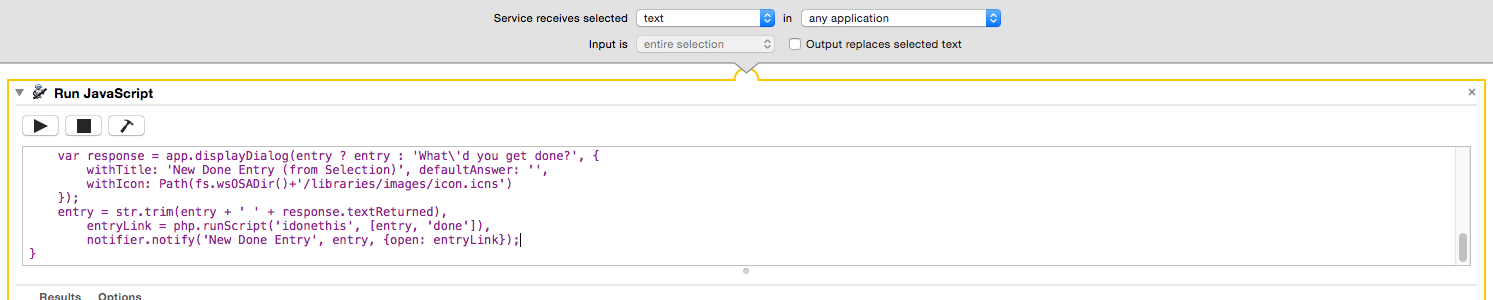 Service receives selected text in any application
Input is entire selection Output replaces selected text
Run JavaScript
var response = app.displayDialog(entry ? entry : 'What\'d you get done?', {
withTitle: 'New Done Entry (from Selection)', defaultAnswer: '',
withIcon: Path(fs.wsOSADir()+'/libraries/images/icon.icns')
});
entry = str.trim(entry + ' ' + response.textReturned),
entryLink = php.runScript('idonethis', [entry, 'done']),
notifier.notify('New Done Entry', entry, {open: entryLink});
}
Results Options